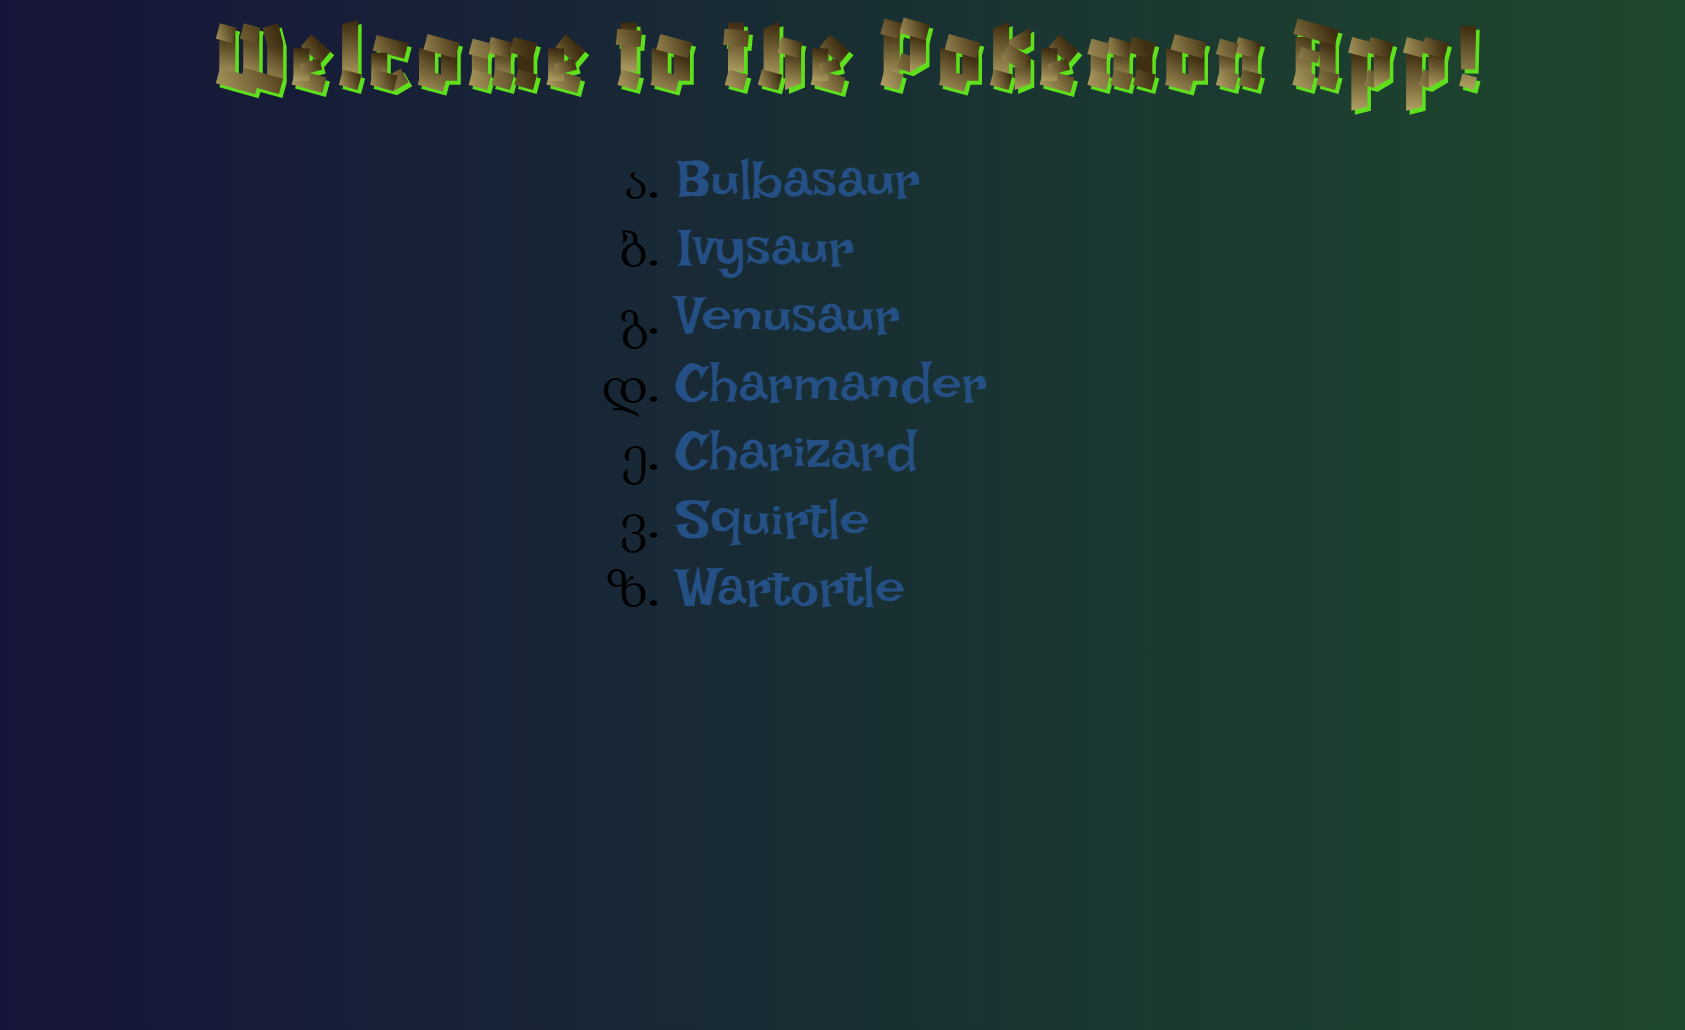 Welcome To the PoKemon App!
ა. Bulbasaur
ბ. Ivysaur
გ. Venusaur
დ. Charmander
ე. Charizard
ვ. Squirtle
ზ. Wartortle